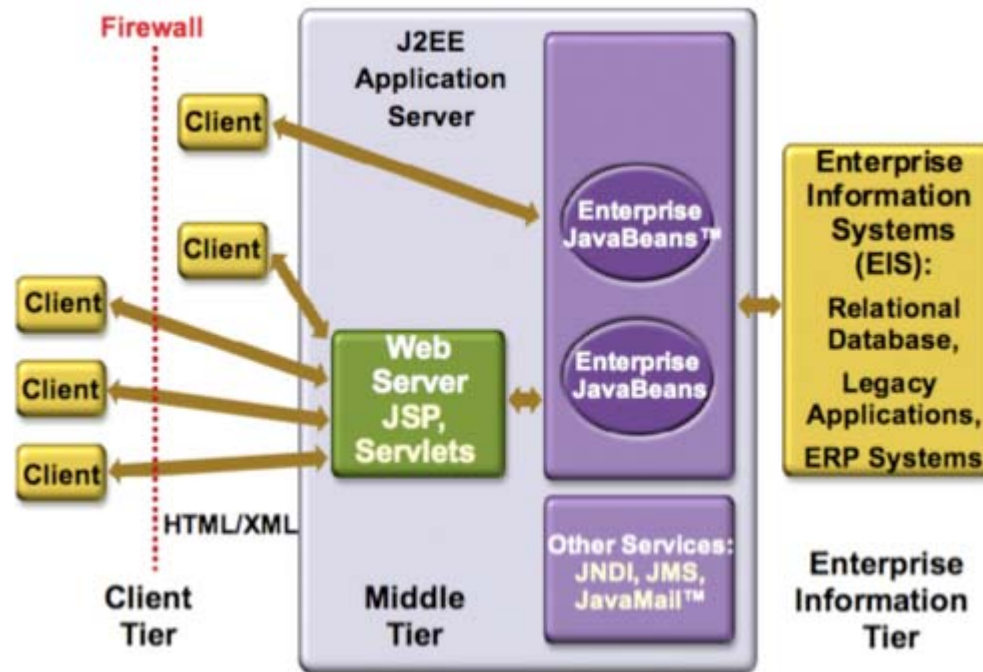 Firewall
J2EE
Application
Server
Client
Client
Client
Client
Client
Web
Server
JSP,
Servlets
HTML/XML
Enterprise
JavaBeans™
Enterprise
JavaBeans
Other Services:
JNDI, JMS,
JavaMail™
Enterprise
Information
Systems
(EIS):
Relational
Database,
Legacy
Applications,
ERP Systems
Client
Tier
Middle
Tier
Enterprise
Information
Tier